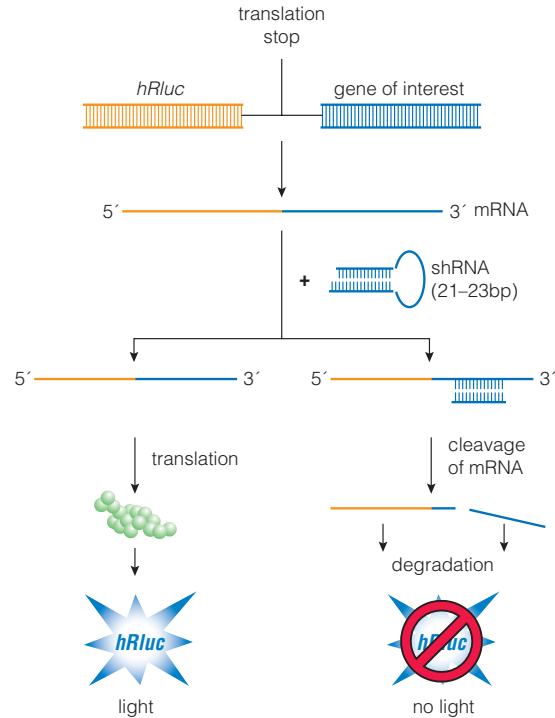 translation
stop
hRluc
gene of interest
5´ 3´ mRNA
+
shRNA
(21–23bp)
5´ 3´ 5´ 3´
translation
cleavage
of mRNA
degradation
hRluc hRluc
light no light